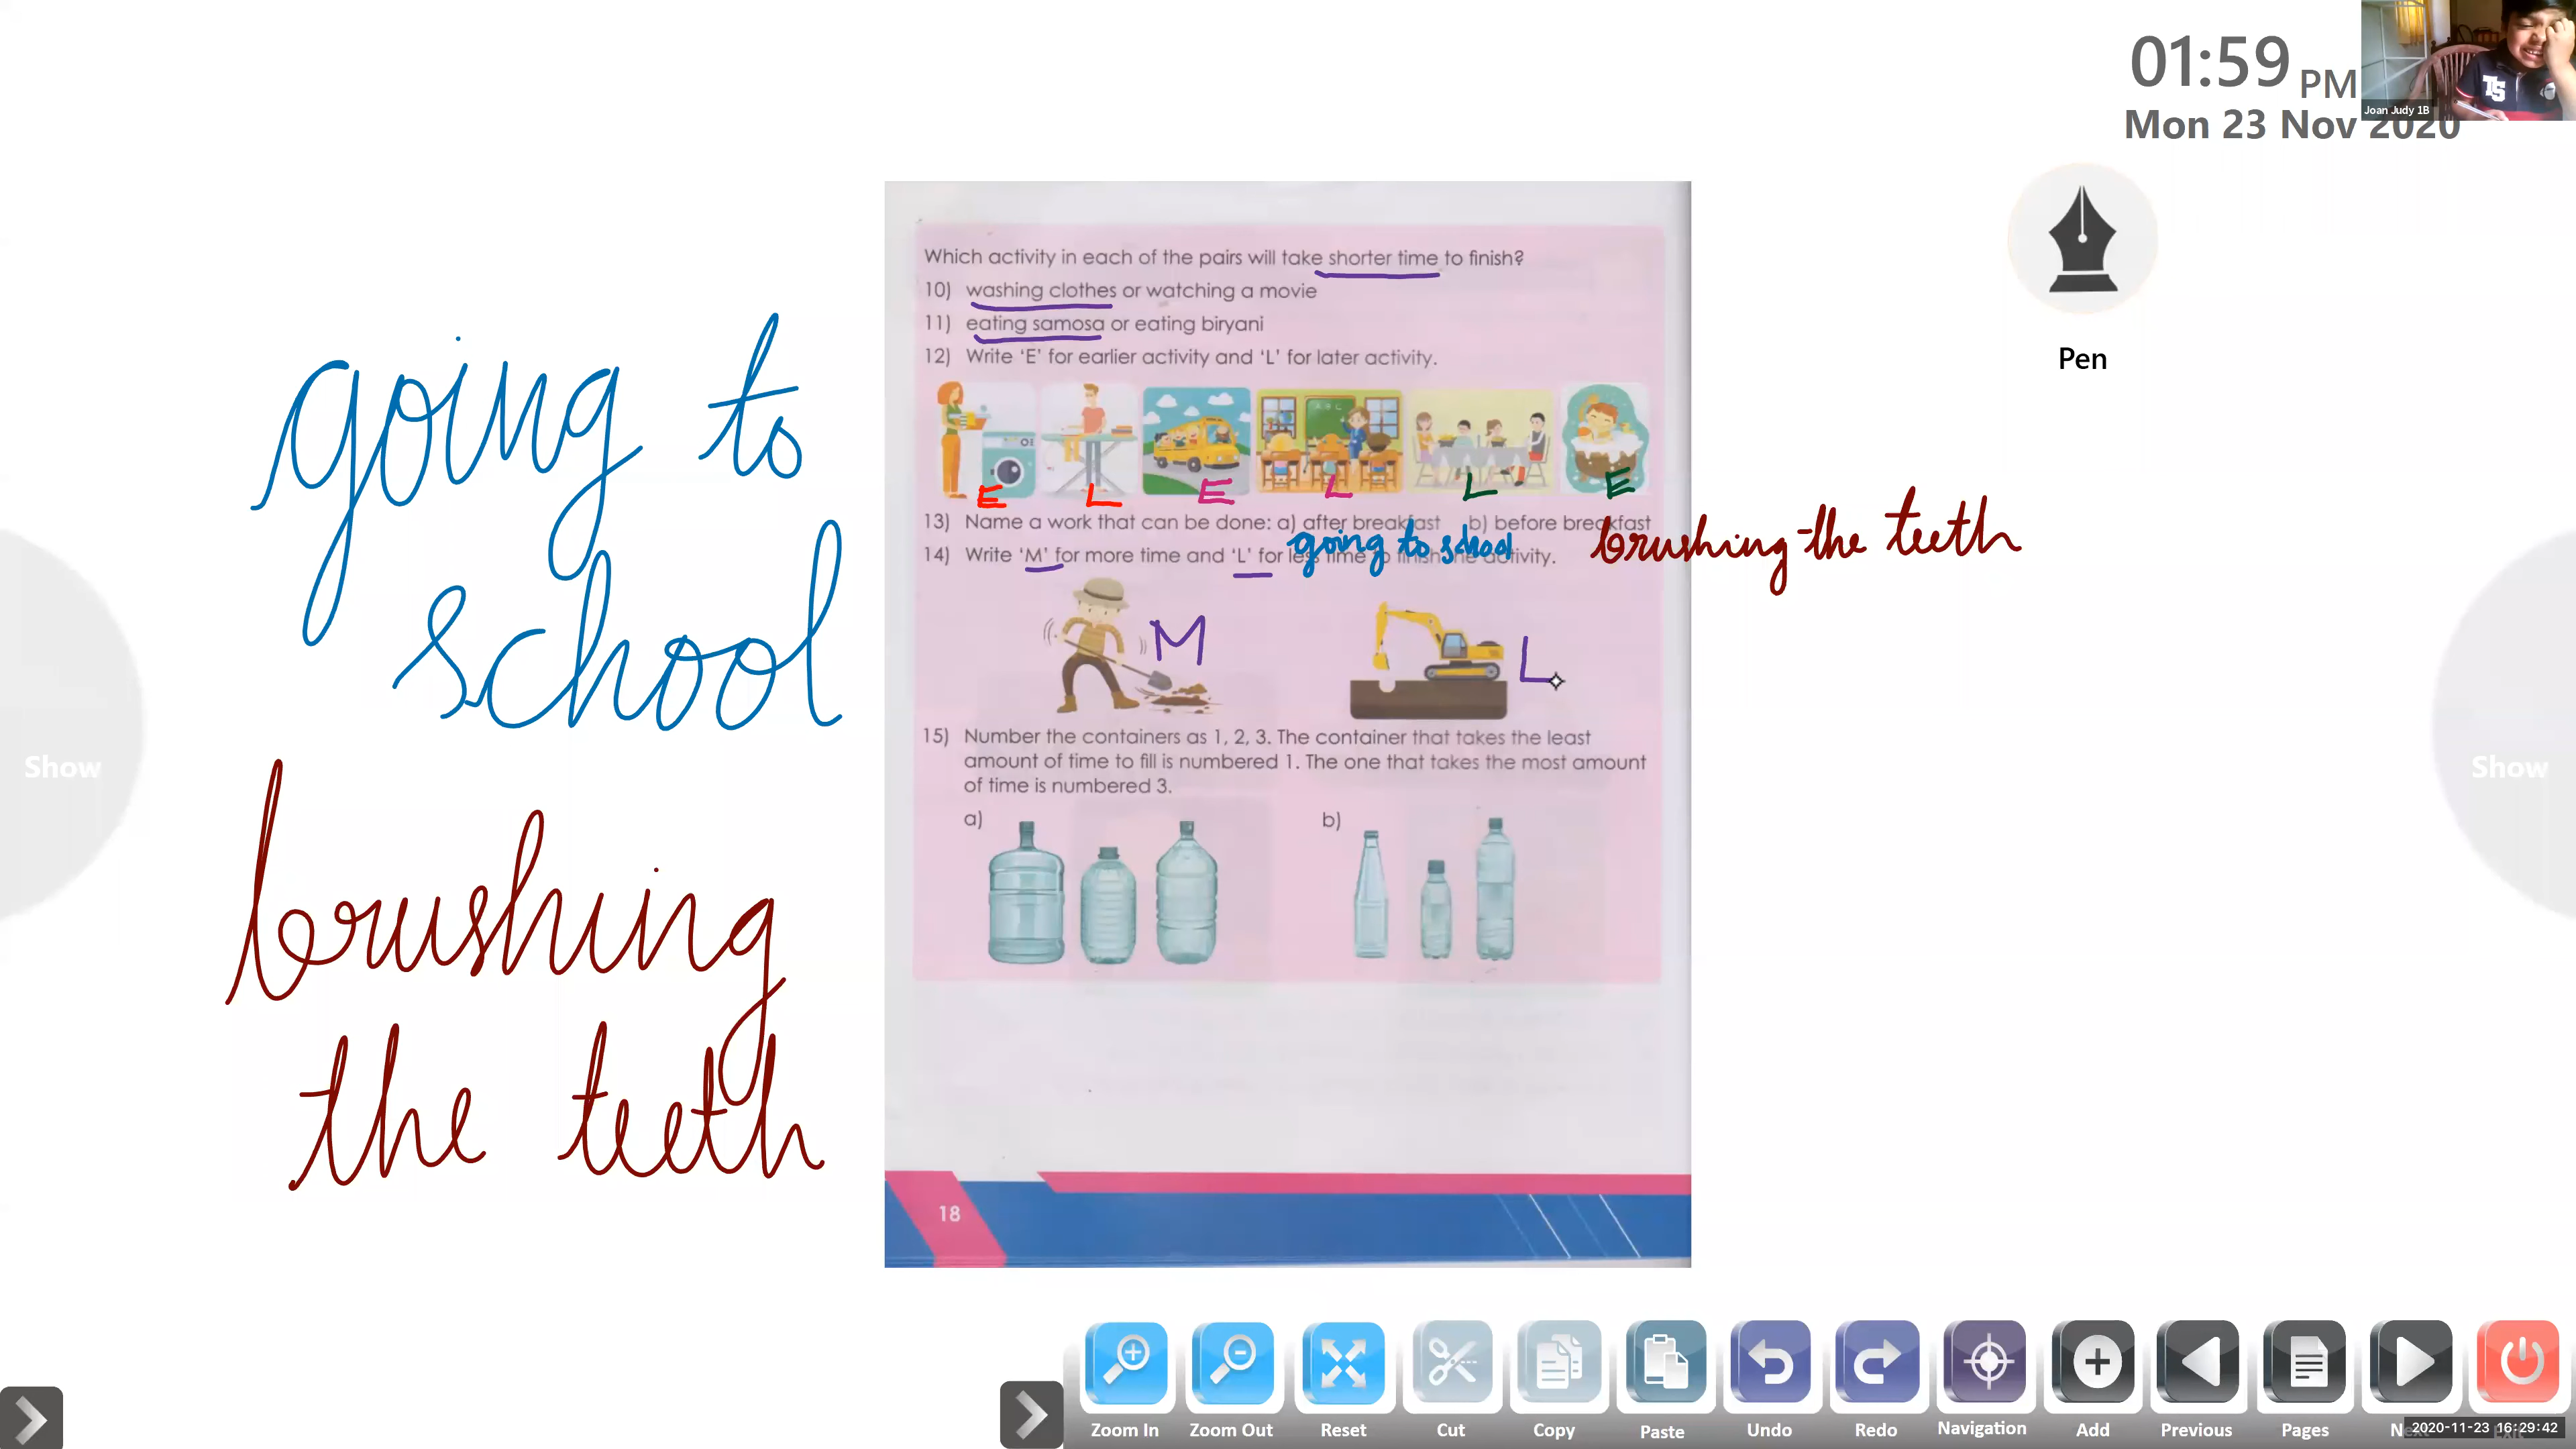 01:59 PM
Mon 23 Nov 2020
Joan Judy 1B
TS
Pen
going to
school
brushing
the teeth
Show
Show
Which activity in each of the pairs will take shorter time to finish?
10) washing clothes or watching a movie
11) eating samosa or eating biryani
12) Write 'E' for earlier activity and 'L' for later activity.
E L E L L E
13) Name a work that can be done: a) after breakfast b) before breakfast
going to school brushing the teeth
14) Write 'M' for more time and 'L' for less time to finish the activity.
M L
15) Number the containers as 1, 2, 3. The container that takes the least
amount of time to fill is numbered 1. The one that takes the most amount
of time is numbered 3.
a) b)
18
Zoom In Zoom Out Reset Cut Copy Paste Undo Redo Navigation Add Previous Pages
2020-11-23 16:29:42